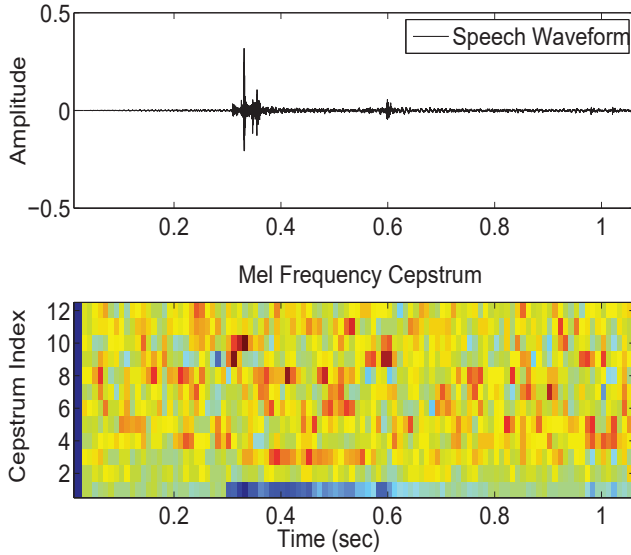 0.5
Speech Waveform
Amplitude
0
−0.5
0.2 0.4 0.6 0.8 1
Mel Frequency Cepstrum
Cepstrum Index
12
10
8
6
4
2
0.2 0.4 0.6 0.8 1
Time (sec)